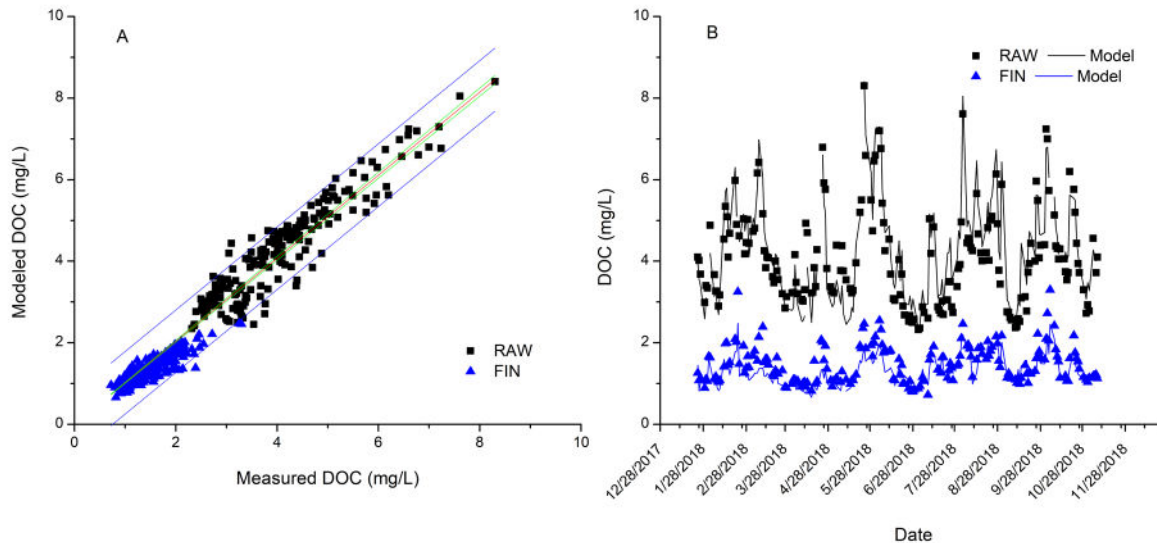 A
Modeled DOC (mg/L)
10
8
6
4
2
0
0 2 4 6 8 10
Measured DOC (mg/L)
RAW
FIN
B
DOC (mg/L)
10
8
6
4
2
0
RAW Model
FIN Model
12/28/2017
1/28/2018
2/28/2018
3/28/2018
4/28/2018
5/28/2018
6/28/2018
7/28/2018
8/28/2018
9/28/2018
10/28/2018
11/28/2018
Date